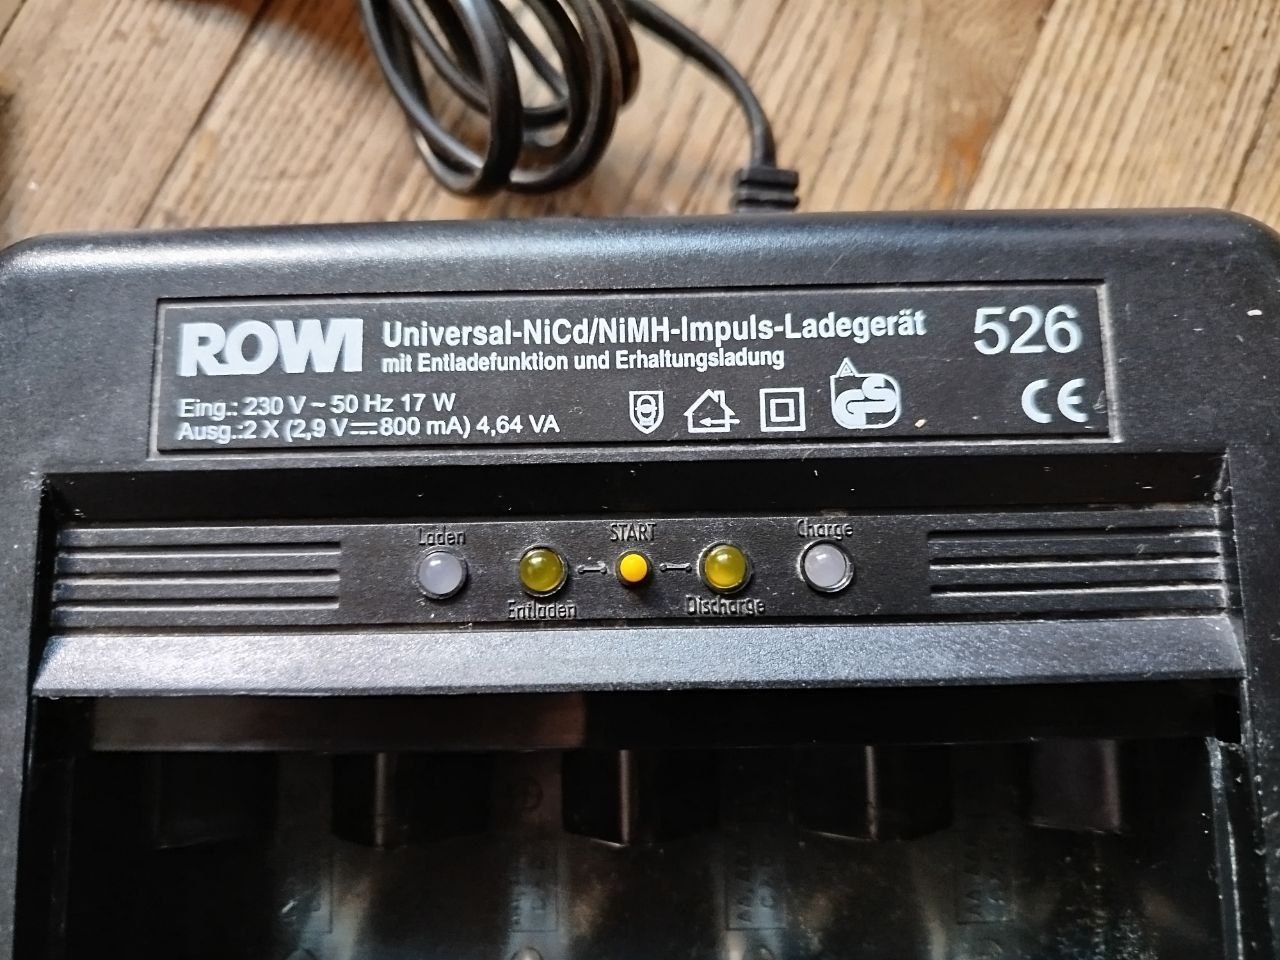 ROWI Universal-NiCd/NiMH-Impuls-Ladegerät 526
mit Entladefunktion und Erhaltungsladung
Eing.: 230 V ~ 50 Hz 17 W
Ausg.:2 X (2,9 V⎓800 mA) 4,64 VA
GS
CE
Laden START Charge
Entladen Discharge